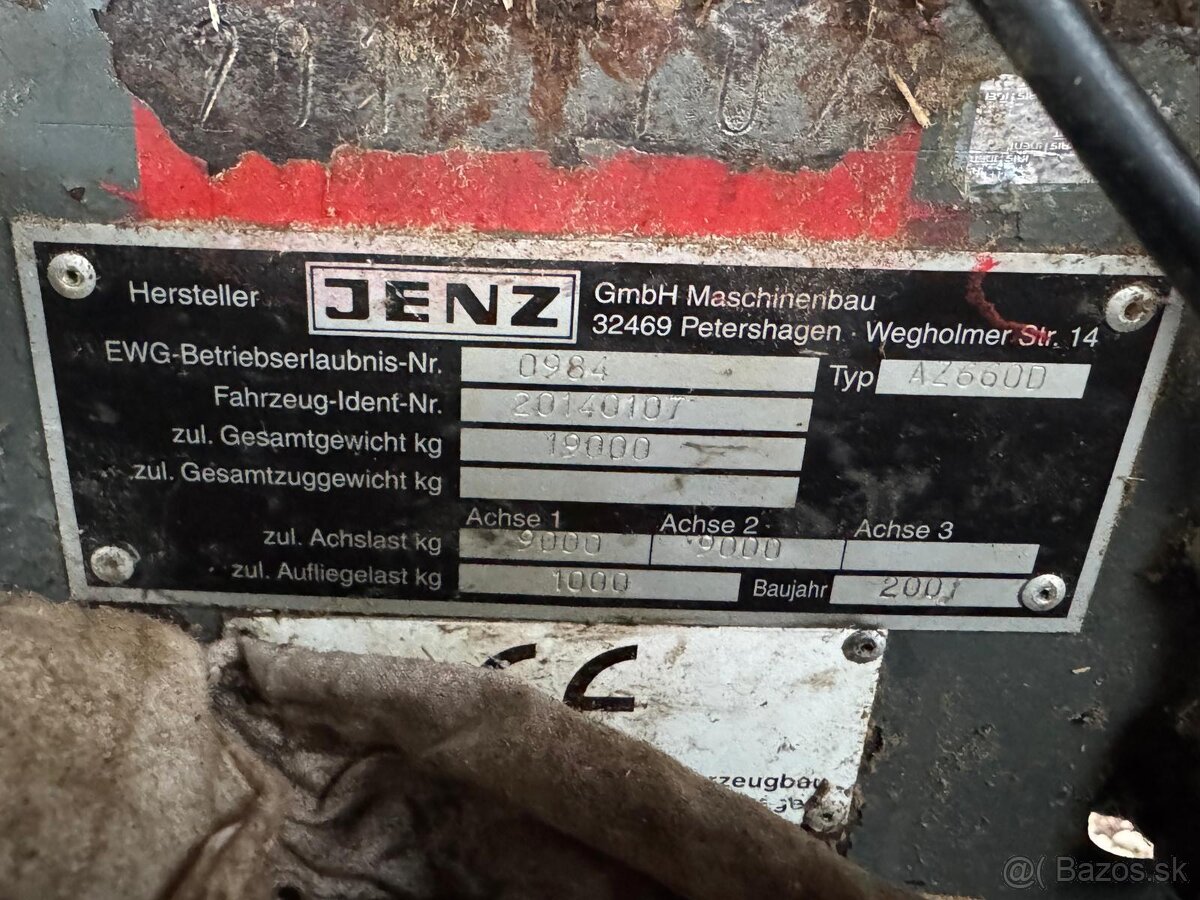 Hersteller JENZ GmbH Maschinenbau
32469 Petershagen · Wegholmer Str. 14
EWG-Betriebserlaubnis-Nr. 0984 Typ AZ660D
Fahrzeug-Ident-Nr. 20140107
zul. Gesamtgewicht kg 19000
zul. Gesamtzuggewicht kg
Achse 1 Achse 2 Achse 3
zul. Achslast kg 9000 9000
zul. Aufliegelast kg 1000 Baujahr 2001
CE
rzeugbau
@( Bazos.sk